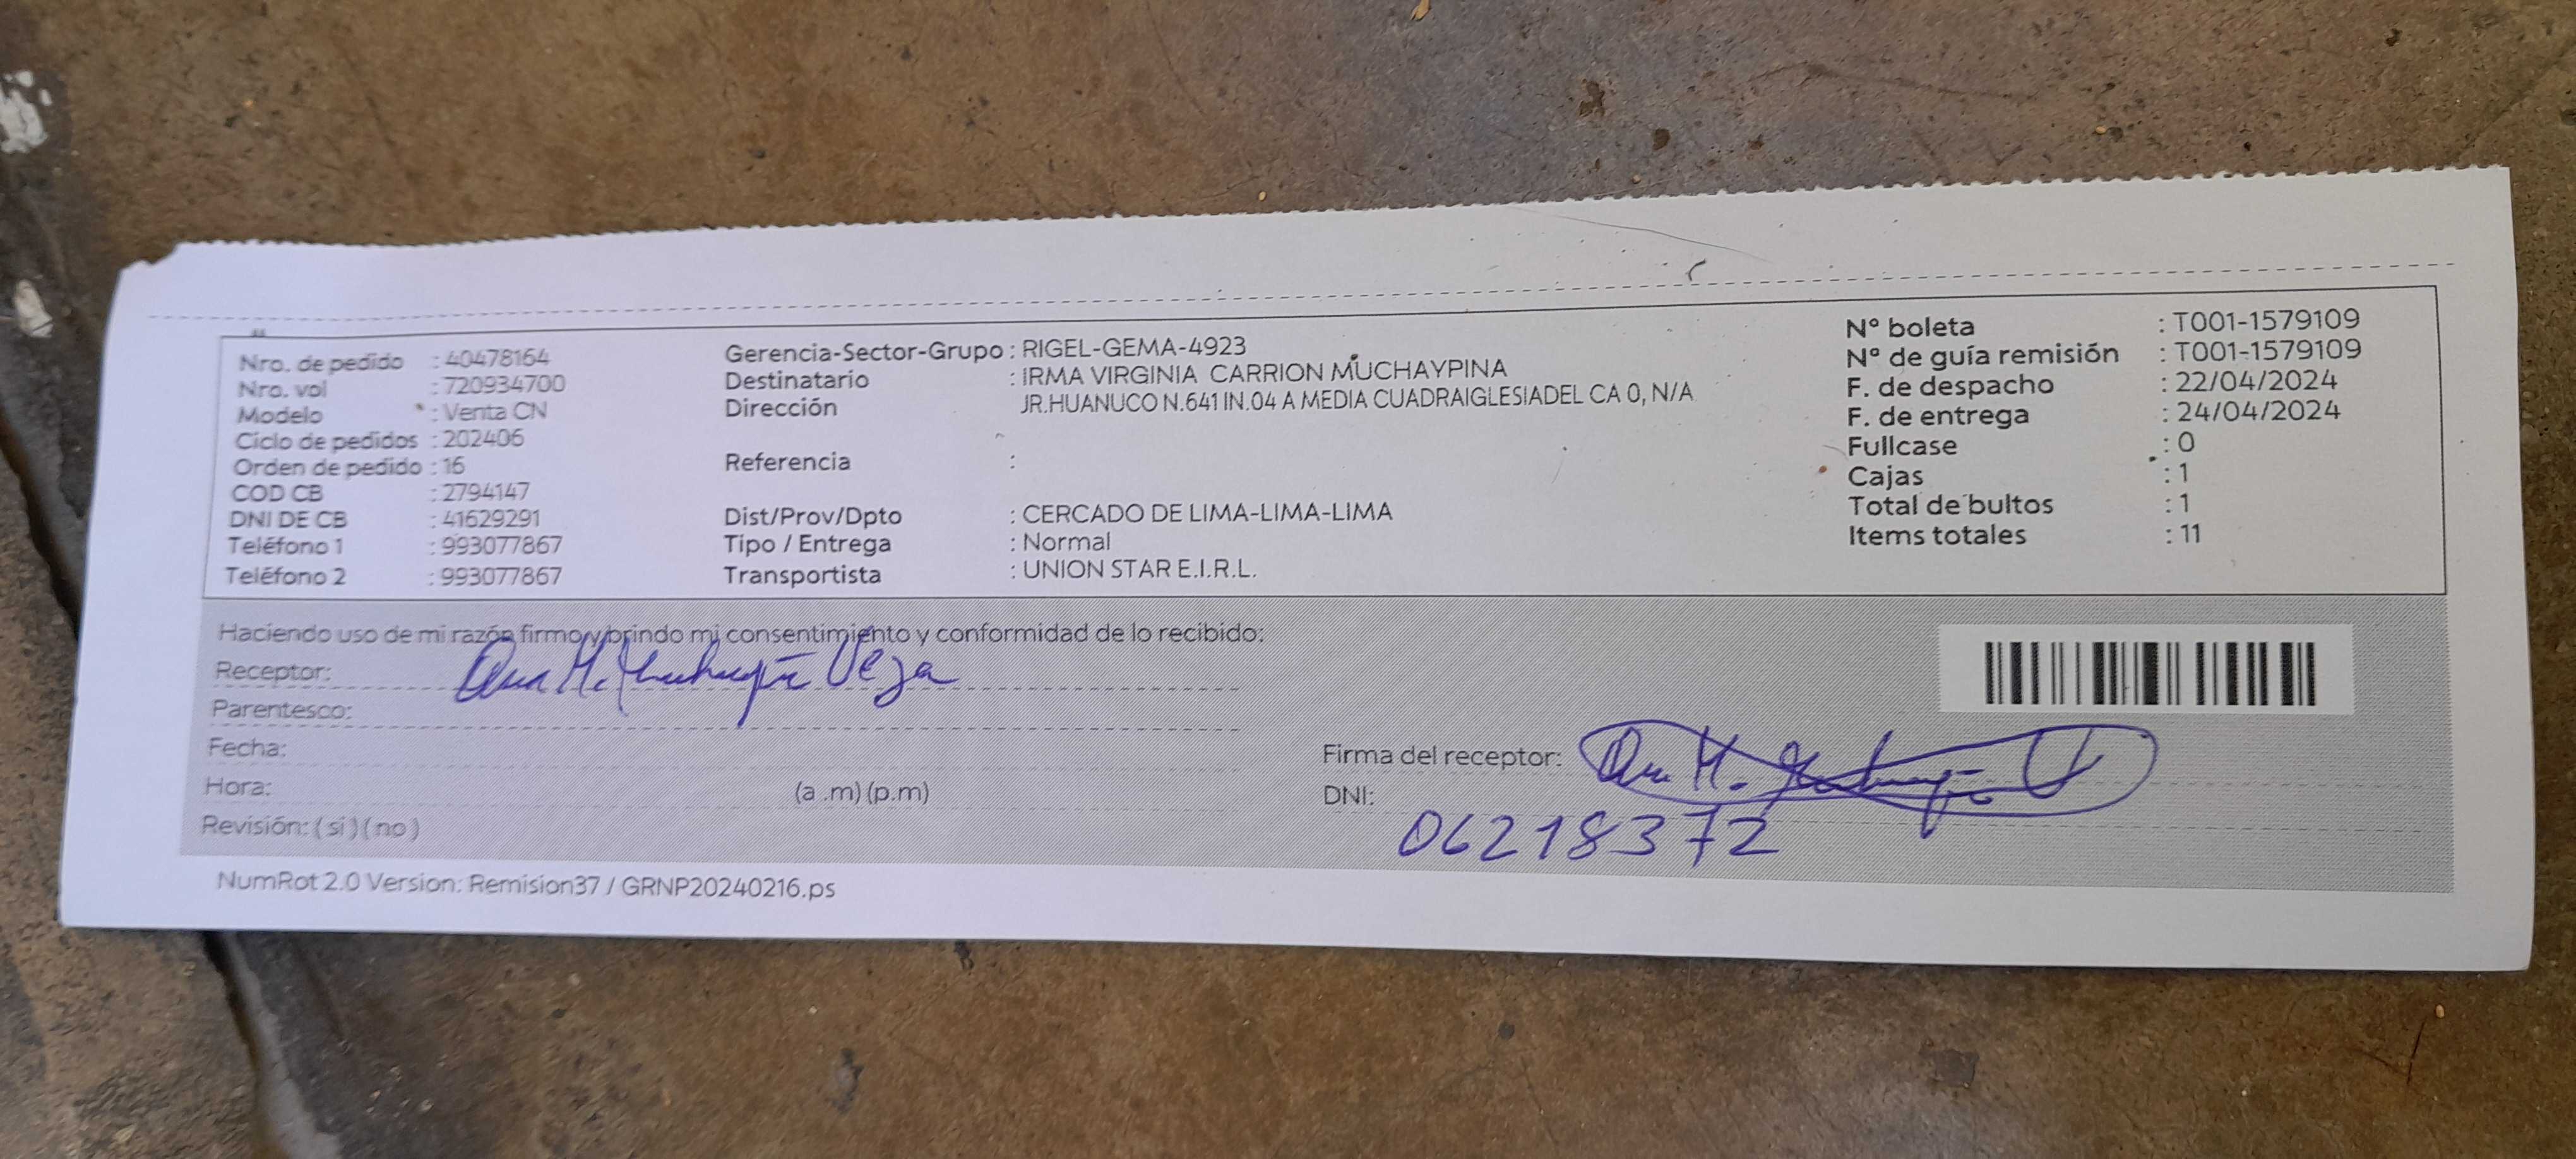 Nro. de pedido : 40478164
Nro. vol : 720934700
Modelo : Venta CN
Ciclo de pedidos : 202406
Orden de pedido : 16
COD CB : 2794147
DNI DE CB : 41629291
Teléfono 1 : 993077867
Teléfono 2 : 993077867
Gerencia-Sector-Grupo : RIGEL-GEMA-4923
Destinatario : IRMA VIRGINIA CARRION MUCHAYPINA
Dirección JR.HUANUCO N.641 IN.04 A MEDIA CUADRAIGLESIADEL CA 0, N/A
Referencia :
Dist/Prov/Dpto : CERCADO DE LIMA-LIMA-LIMA
Tipo / Entrega : Normal
Transportista : UNION STAR E.I.R.L.
N° boleta : T001-1579109
N° de guía remisión : T001-1579109
F. de despacho : 22/04/2024
F. de entrega : 24/04/2024
Fullcase : 0
Cajas : 1
Total de bultos : 1
Items totales : 11
Haciendo uso de mi razón firmo y brindo mi consentimiento y conformidad de lo recibido:
Receptor: Ana M. Vega
Parentesco:
Fecha:
Hora: (a .m) (p.m)
Revisión: ( si ) ( no )
Firma del receptor: Ana M.
DNI: 06218372
NumRot 2.0 Version: Remision37 / GRNP20240216.ps